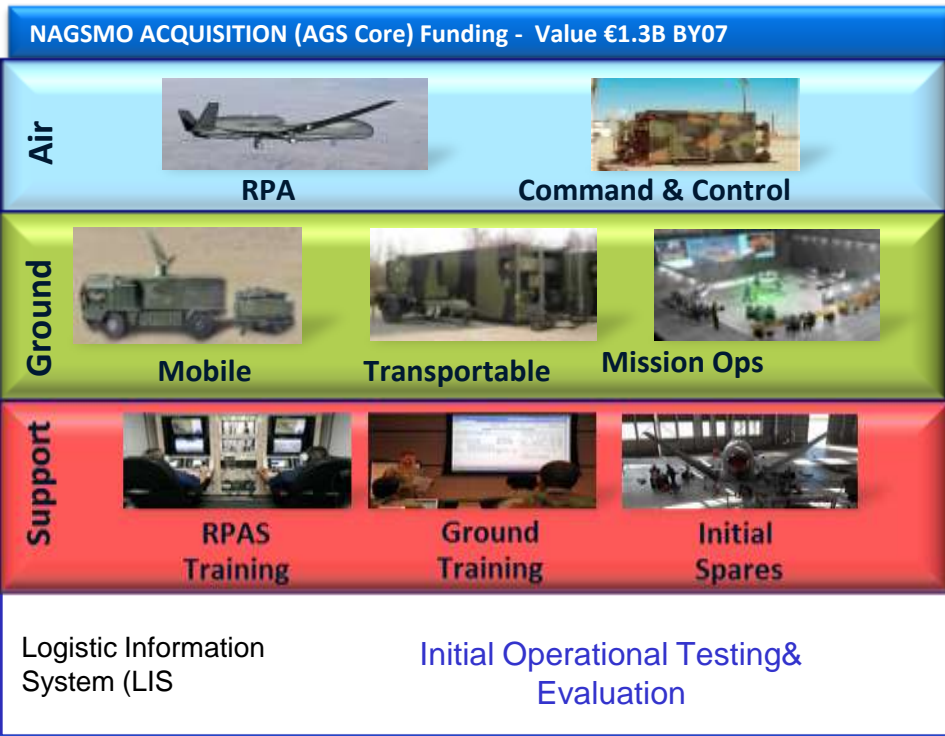 NAGSMO ACQUISITION (AGS Core) Funding - Value €1.3B BY07
Air
RPA
Command & Control
Ground
Mobile
Transportable
Mission Ops
Support
RPAS
Training
Ground
Training
Initial
Spares
Logistic Information
System (LIS
Initial Operational Testing&
Evaluation